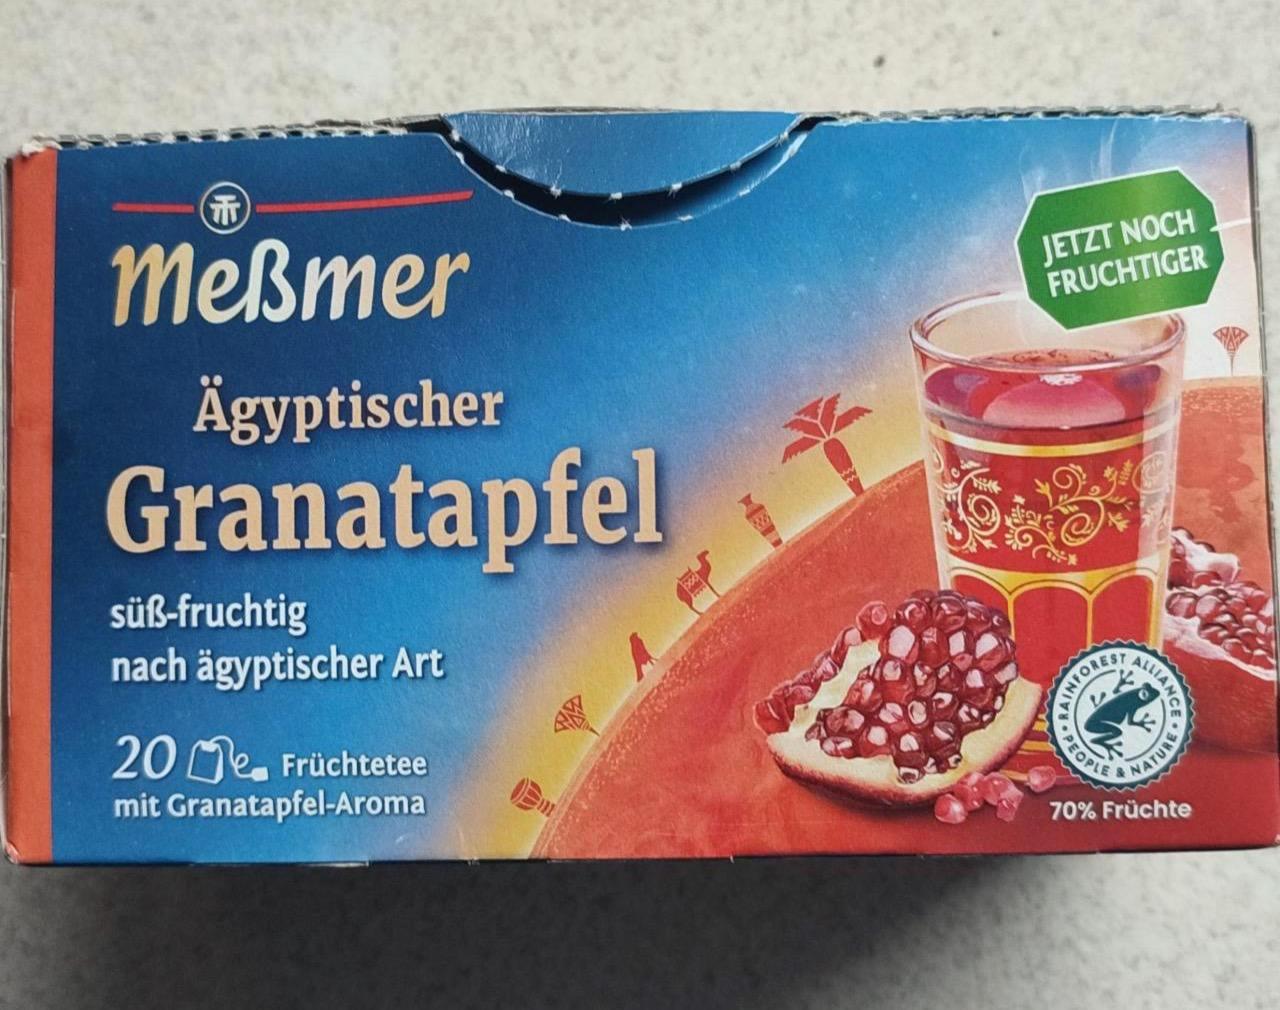 Meßmer
JETZT NOCH
FRUCHTIGER
Ägyptischer
Granatapfel
süß-fruchtig
nach ägyptischer Art
20 Früchtetee
mit Granatapfel-Aroma
RAINFOREST ALLIANCE
PEOPLE & NATURE
70% Früchte